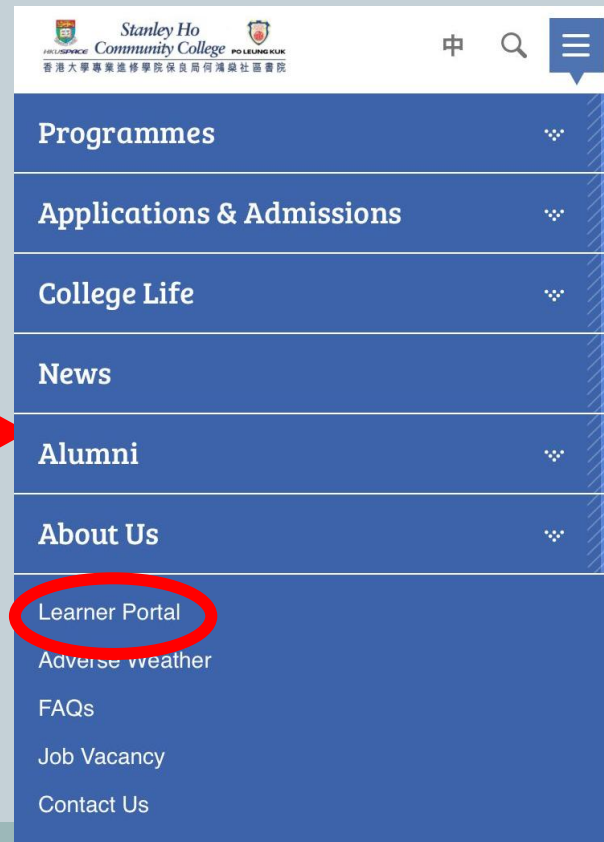 Stanley Ho
HKU SPACE Community College PO LEUNG KUK
香港大學專業進修學院保良局何鴻燊社區書院
中
Programmes
Applications & Admissions
College Life
News
Alumni
About Us
Learner Portal
Adverse Weather
FAQs
Job Vacancy
Contact Us